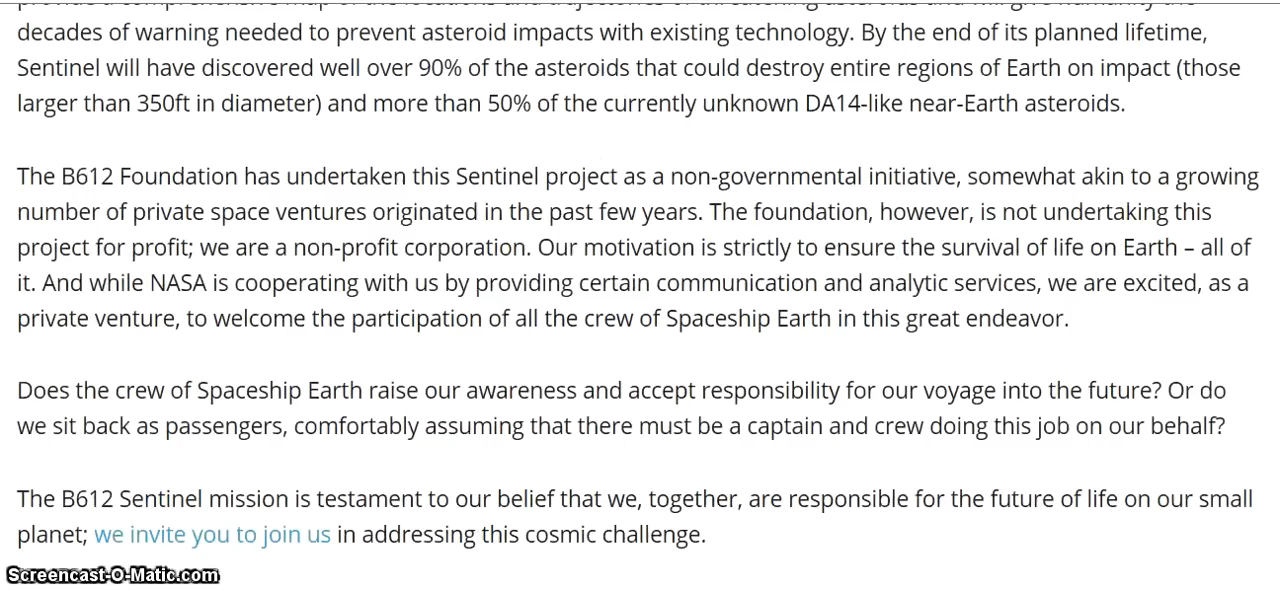 decades of warning needed to prevent asteroid impacts with existing technology. By the end of its planned lifetime,
Sentinel will have discovered well over 90% of the asteroids that could destroy entire regions of Earth on impact (those
larger than 350ft in diameter) and more than 50% of the currently unknown DA14-like near-Earth asteroids.
The B612 Foundation has undertaken this Sentinel project as a non-governmental initiative, somewhat akin to a growing
number of private space ventures originated in the past few years. The foundation, however, is not undertaking this
project for profit; we are a non-profit corporation. Our motivation is strictly to ensure the survival of life on Earth – all of
it. And while NASA is cooperating with us by providing certain communication and analytic services, we are excited, as a
private venture, to welcome the participation of all the crew of Spaceship Earth in this great endeavor.
Does the crew of Spaceship Earth raise our awareness and accept responsibility for our voyage into the future? Or do
we sit back as passengers, comfortably assuming that there must be a captain and crew doing this job on our behalf?
The B612 Sentinel mission is testament to our belief that we, together, are responsible for the future of life on our small
planet; we invite you to join us in addressing this cosmic challenge.
Screencast-O-Matic.com